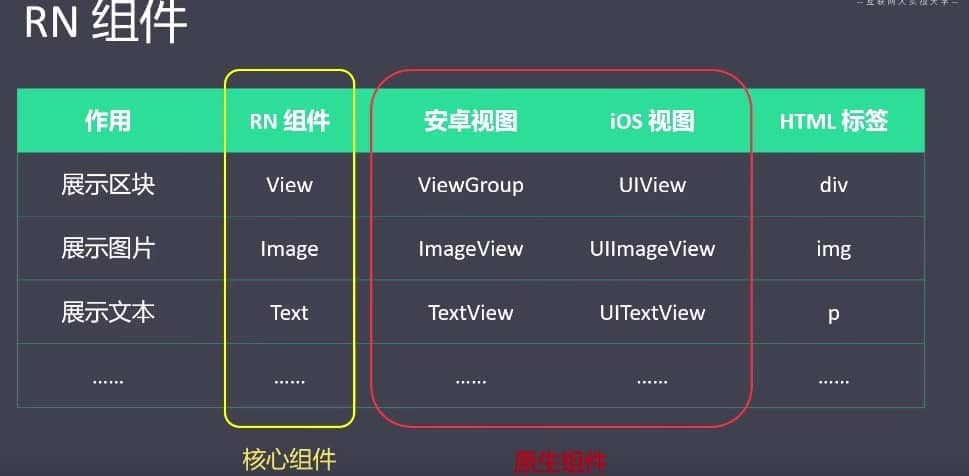 一 互联网人实战大学 一
RN 组件
作用 RN 组件 安卓视图 iOS 视图 HTML 标签
展示区块 View ViewGroup UIView div
展示图片 Image ImageView UIImageView img
展示文本 Text TextView UITextView p
…… …… …… …… ……
核心组件 原生组件